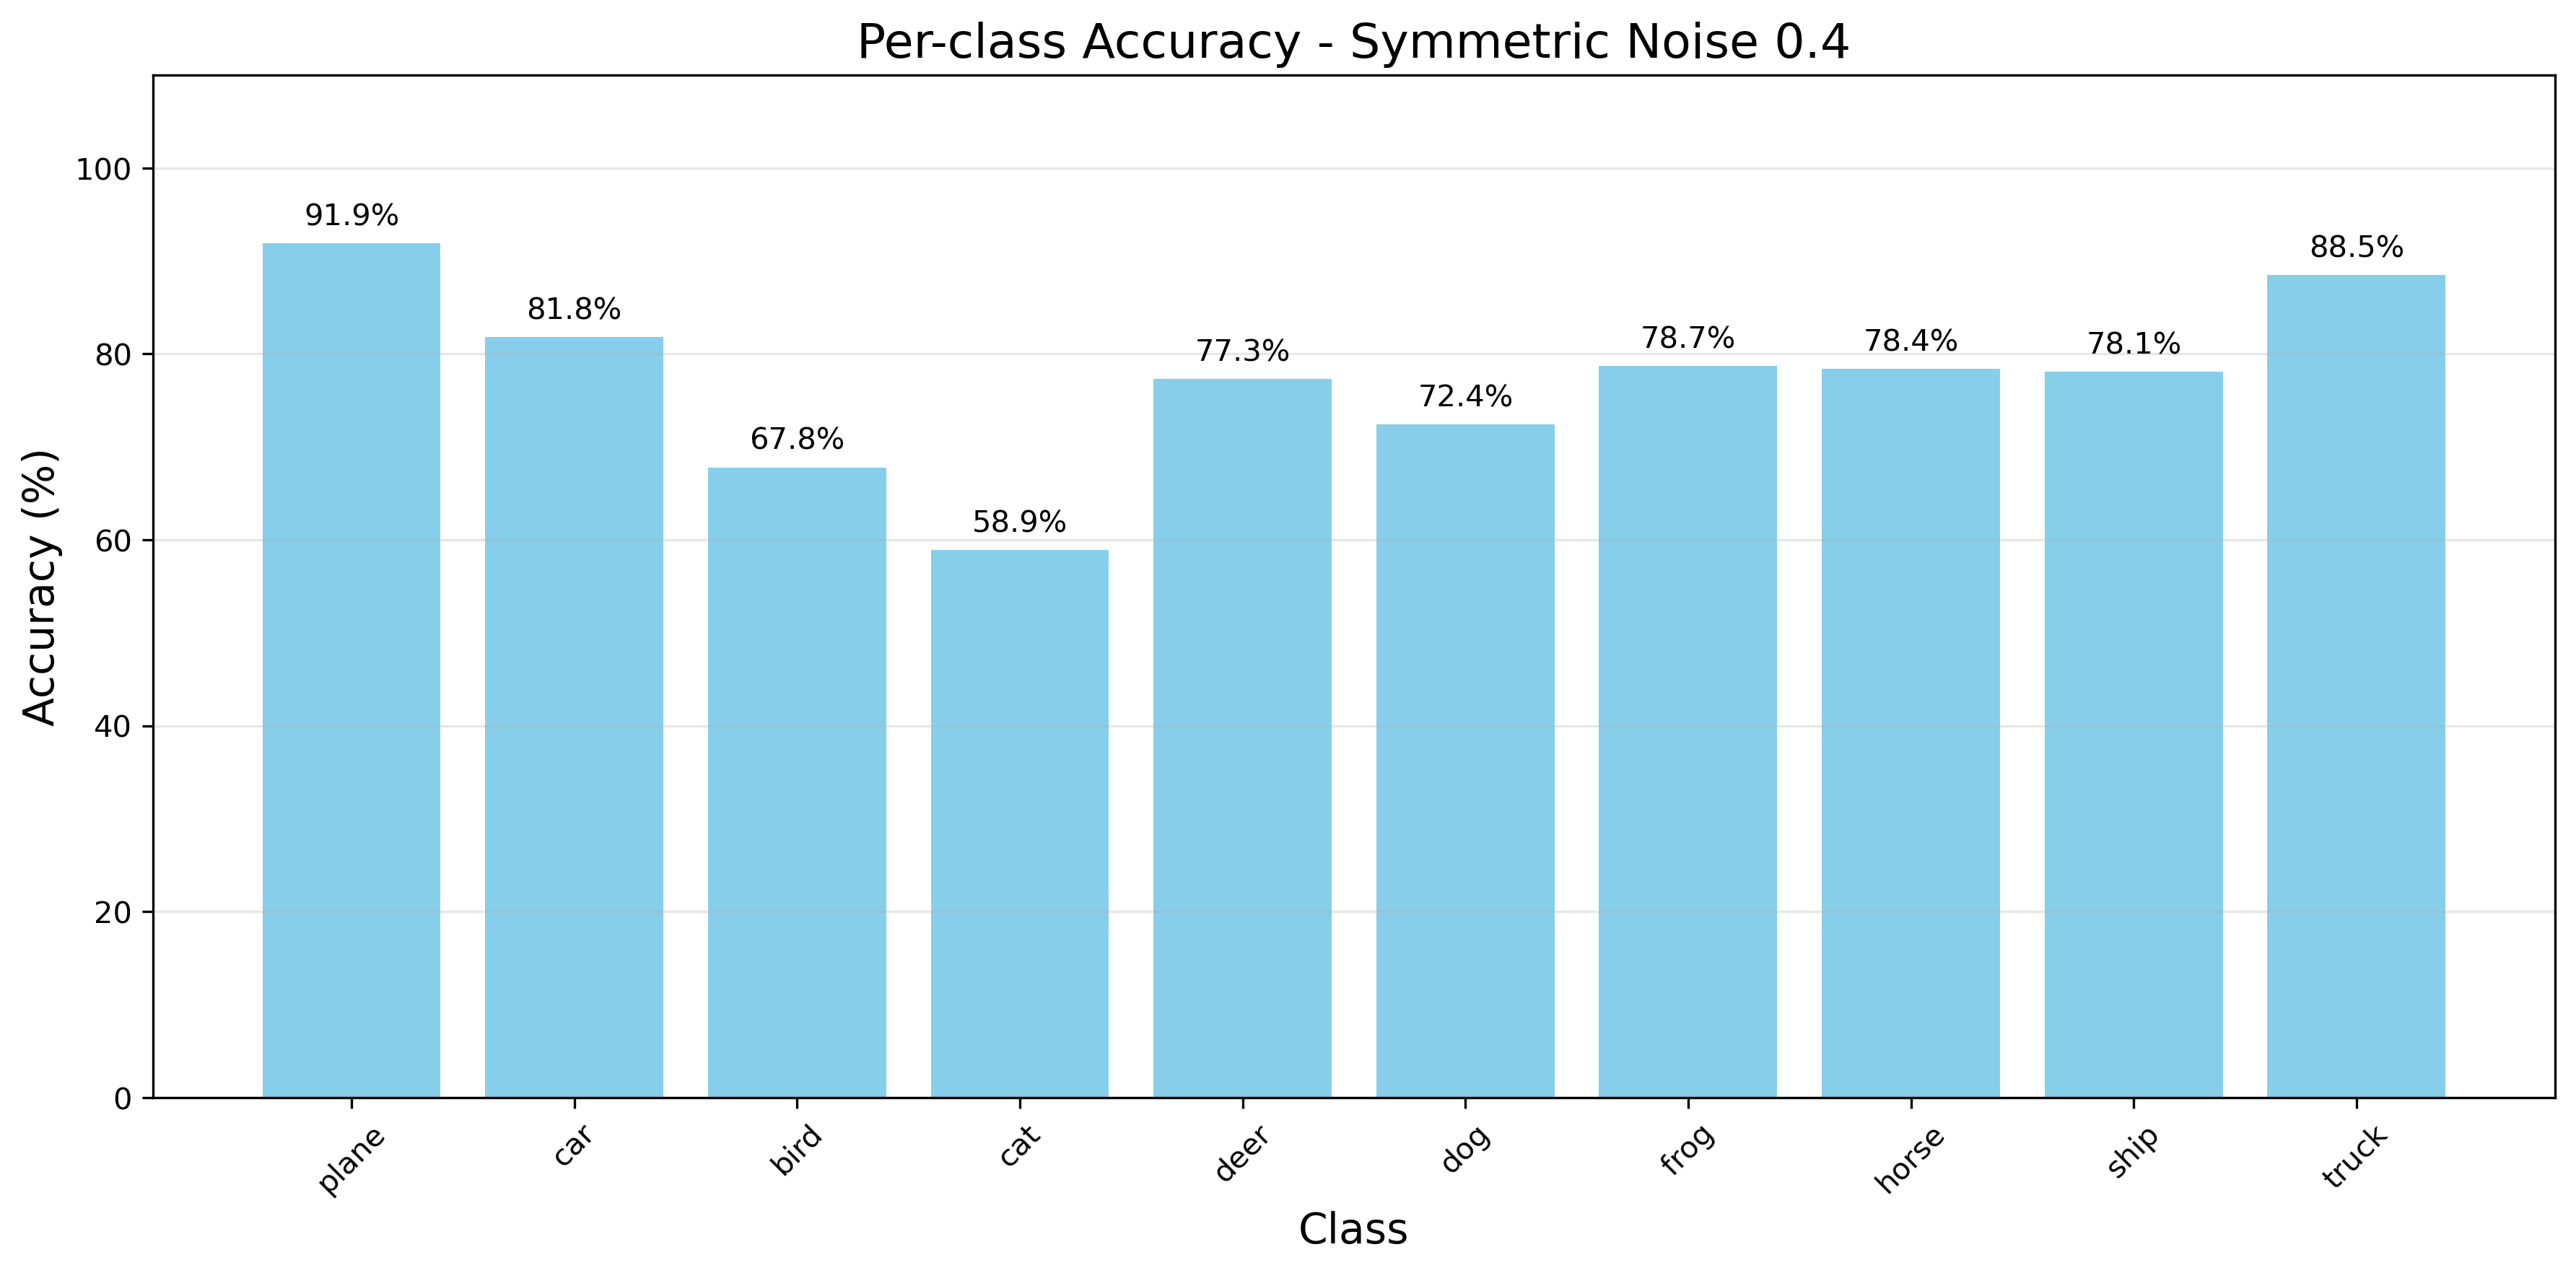 Per-class Accuracy - Symmetric Noise 0.4
Accuracy (%)
100
80
60
40
20
0
91.9%
81.8%
67.8%
58.9%
77.3%
72.4%
78.7%
78.4%
78.1%
88.5%
plane
car
bird
cat
deer
dog
frog
horse
ship
truck
Class